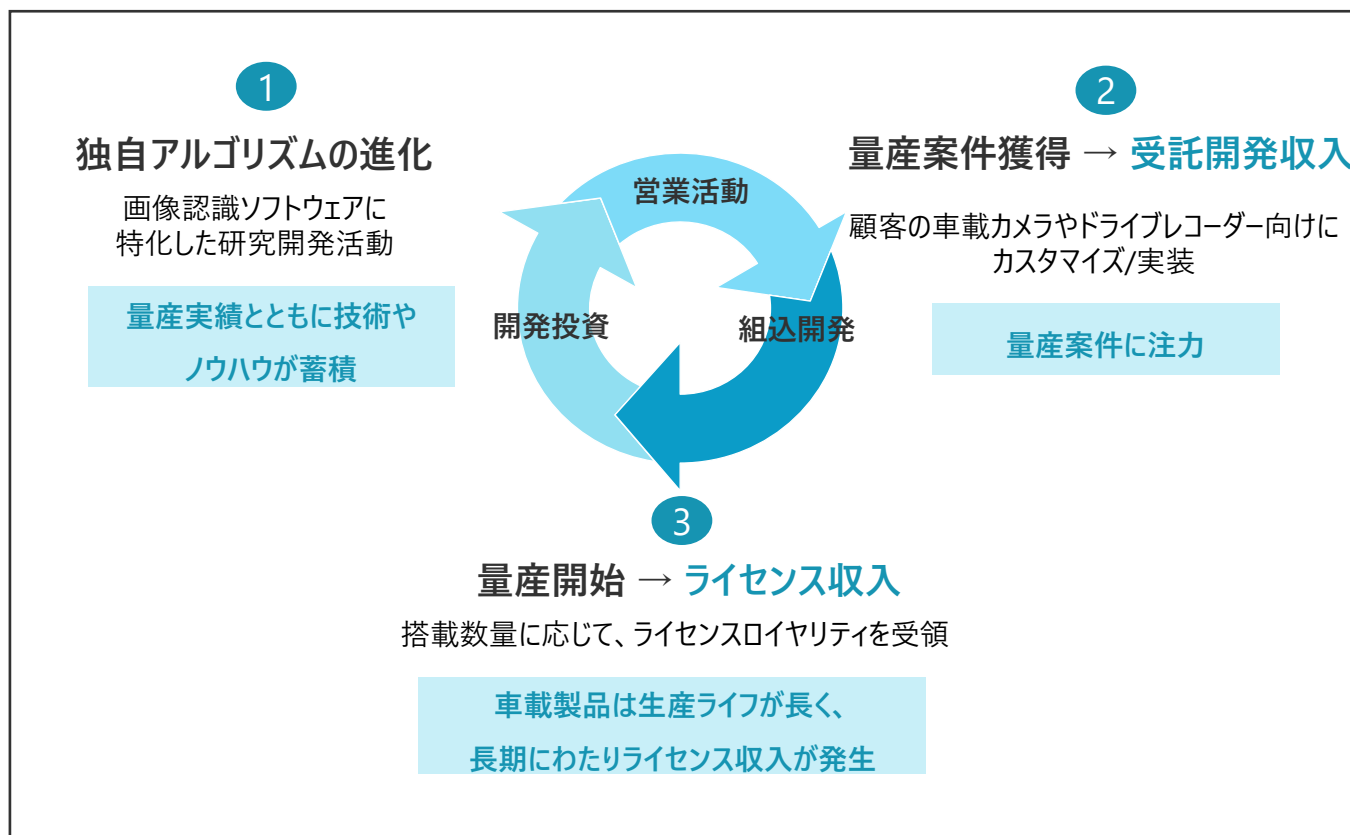 1
独自アルゴリズムの進化
画像認識ソフトウェアに
特化した研究開発活動
量産実績とともに技術や
ノウハウが蓄積
営業活動
開発投資
組込開発
2
量産案件獲得 → 受託開発収入
顧客の車載カメラやドライブレコーダー向けに
カスタマイズ/実装
量産案件に注力
3
量産開始 → ライセンス収入
搭載数量に応じて、ライセンスロイヤリティを受領
車載製品は生産ライフが長く、
長期にわたりライセンス収入が発生